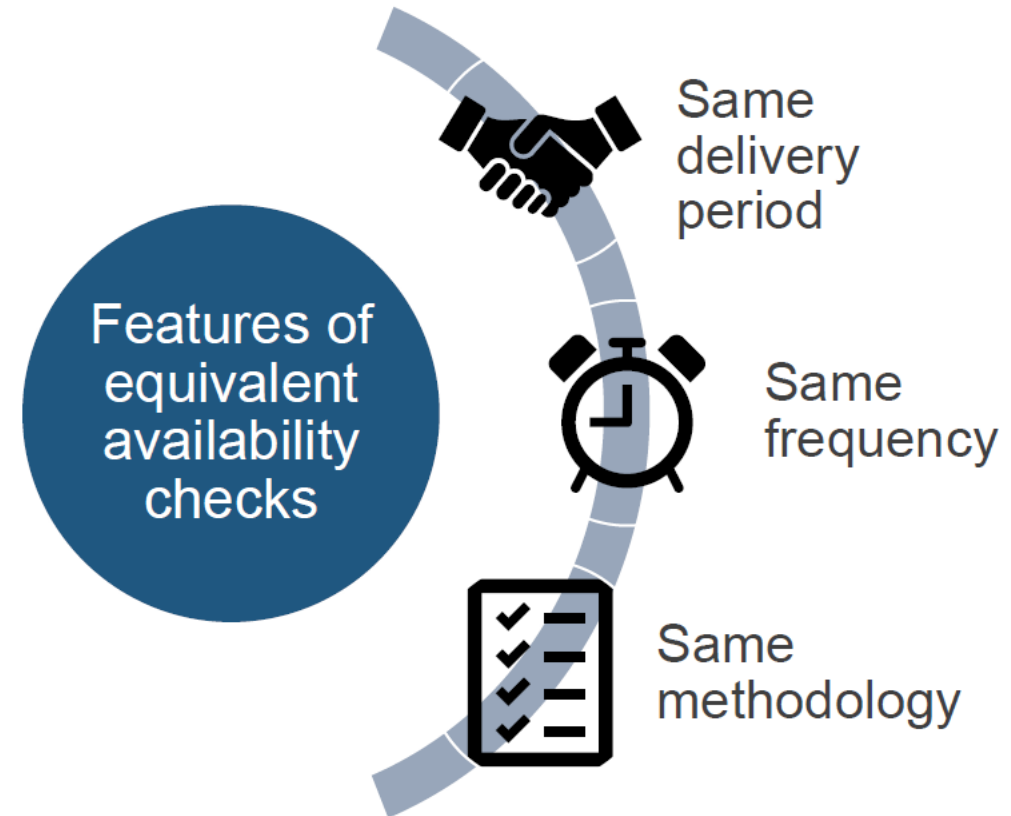 Features of
equivalent
availability
checks
Same
delivery
period
Same
frequency
Same
methodology